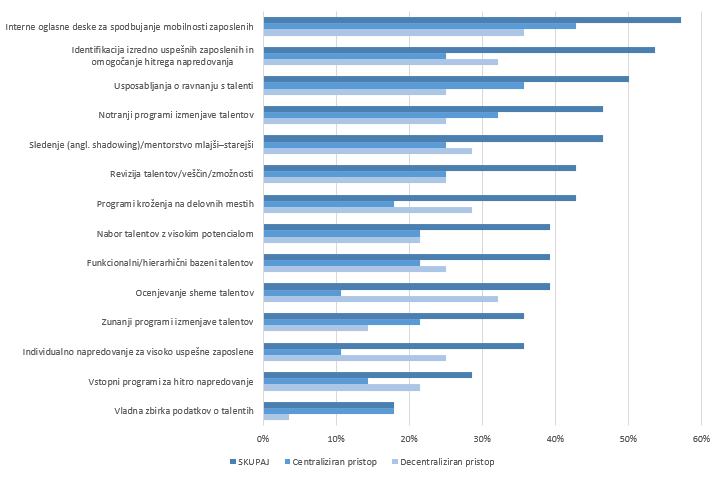 Interne oglasne deske za spodbujanje mobilnosti zaposlenih
Identifikacija izredno uspešnih zaposlenih in
omogočanje hitrega napredovanja
Usposabljanja o ravnanju s talenti
Notranji programi izmenjave talentov
Sledenje (angl. shadowing)/mentorstvo mlajši–starejši
Revizija talentov/veščin/zmožnosti
Programi kroženja na delovnih mestih
Nabor talentov z visokim potencialom
Funkcionalni/hierarhični bazeni talentov
Ocenjevanje sheme talentov
Zunanji programi izmenjave talentov
Individualno napredovanje za visoko uspešne zaposlene
Vstopni programi za hitro napredovanje
Vladna zbirka podatkov o talentih
0% 10% 20% 30% 40% 50% 60%
SKUPAJ Centraliziran pristop Decentraliziran pristop